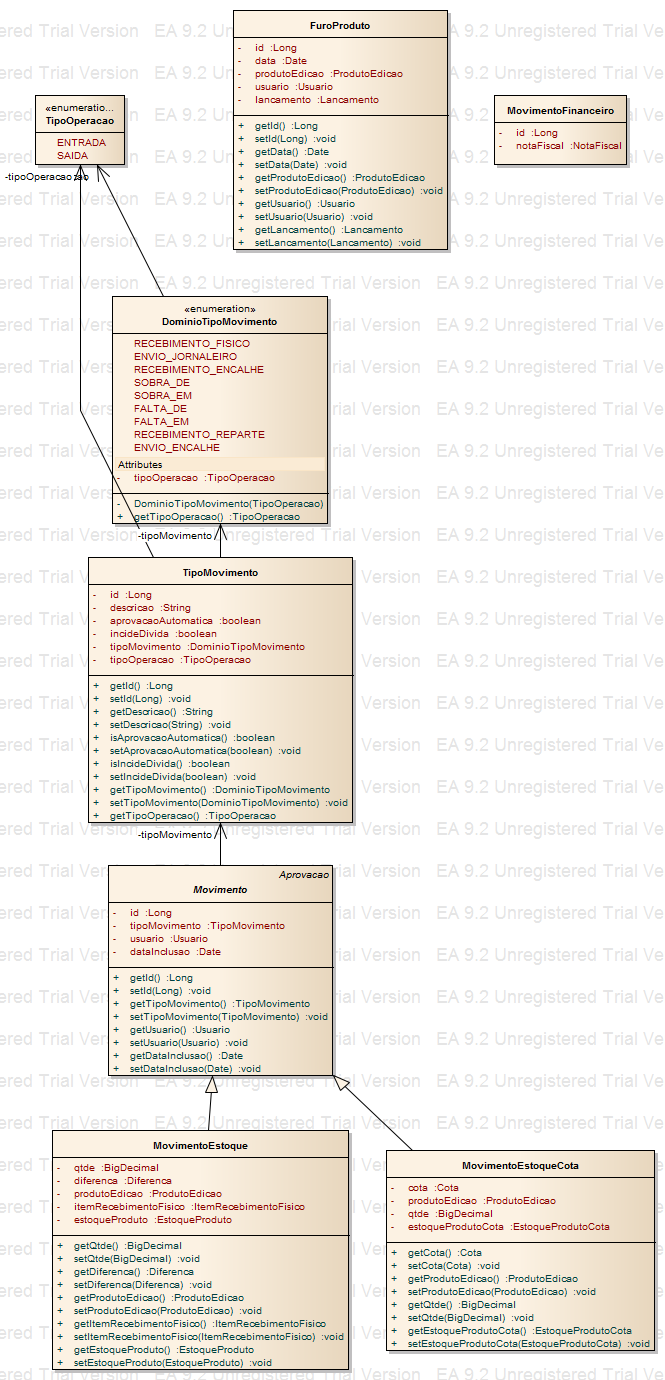 FuroProduto
- id :Long
- data :Date
- produtoEdicao :ProdutoEdicao
- usuario :Usuario
- lancamento :Lancamento
+ getId() :Long
+ setId(Long) :void
+ getData() :Date
+ setData(Date) :void
+ getProdutoEdicao() :ProdutoEdicao
+ setProdutoEdicao(ProdutoEdicao) :void
+ getUsuario() :Usuario
+ setUsuario(Usuario) :void
+ getLancamento() :Lancamento
+ setLancamento(Lancamento) :void
«enumeratio...
TipoOperacao
ENTRADA
SAIDA
-tipoOperacao
MovimentoFinanceiro
- id :Long
- notaFiscal :NotaFiscal
«enumeration»
DominioTipoMovimento
RECEBIMENTO_FISICO
ENVIO_JORNALEIRO
RECEBIMENTO_ENCALHE
SOBRA_DE
SOBRA_EM
FALTA_DE
FALTA_EM
RECEBIMENTO_REPARTE
ENVIO_ENCALHE
Attributes
- tipoOperacao :TipoOperacao
- DominioTipoMovimento(TipoOperacao)
+ getTipoOperacao() :TipoOperacao
-tipoMovimento
TipoMovimento
- id :Long
- descricao :String
- aprovacaoAutomatica :boolean
- incideDivida :boolean
- tipoMovimento :DominioTipoMovimento
- tipoOperacao :TipoOperacao
+ getId() :Long
+ setId(Long) :void
+ getDescricao() :String
+ setDescricao(String) :void
+ isAprovacaoAutomatica() :boolean
+ setAprovacaoAutomatica(boolean) :void
+ isIncideDivida() :boolean
+ setIncideDivida(boolean) :void
+ getTipoMovimento() :DominioTipoMovimento
+ setTipoMovimento(DominioTipoMovimento) :void
+ getTipoOperacao() :TipoOperacao
-tipoMovimento
Aprovacao
Movimento
- id :Long
- tipoMovimento :TipoMovimento
- usuario :Usuario
- dataInclusao :Date
+ getId() :Long
+ setId(Long) :void
+ getTipoMovimento() :TipoMovimento
+ setTipoMovimento(TipoMovimento) :void
+ getUsuario() :Usuario
+ setUsuario(Usuario) :void
+ getDataInclusao() :Date
+ setDataInclusao(Date) :void
MovimentoEstoque
- qtde :BigDecimal
- diferenca :Diferenca
- produtoEdicao :ProdutoEdicao
- itemRecebimentoFisico :ItemRecebimentoFisico
- estoqueProduto :EstoqueProduto
+ getQtde() :BigDecimal
+ setQtde(BigDecimal) :void
+ getDiferenca() :Diferenca
+ setDiferenca(Diferenca) :void
+ getProdutoEdicao() :ProdutoEdicao
+ setProdutoEdicao(ProdutoEdicao) :void
+ getItemRecebimentoFisico() :ItemRecebimentoFisico
+ setItemRecebimentoFisico(ItemRecebimentoFisico) :void
+ getEstoqueProduto() :EstoqueProduto
+ setEstoqueProduto(EstoqueProduto) :void
MovimentoEstoqueCota
- cota :Cota
- produtoEdicao :ProdutoEdicao
- qtde :BigDecimal
- estoqueProdutoCota :EstoqueProdutoCota
+ getCota() :Cota
+ setCota(Cota) :void
+ getProdutoEdicao() :ProdutoEdicao
+ setProdutoEdicao(ProdutoEdicao) :void
+ getQtde() :BigDecimal
+ setQtde(BigDecimal) :void
+ getEstoqueProdutoCota() :EstoqueProdutoCota
+ setEstoqueProdutoCota(EstoqueProdutoCota) :void